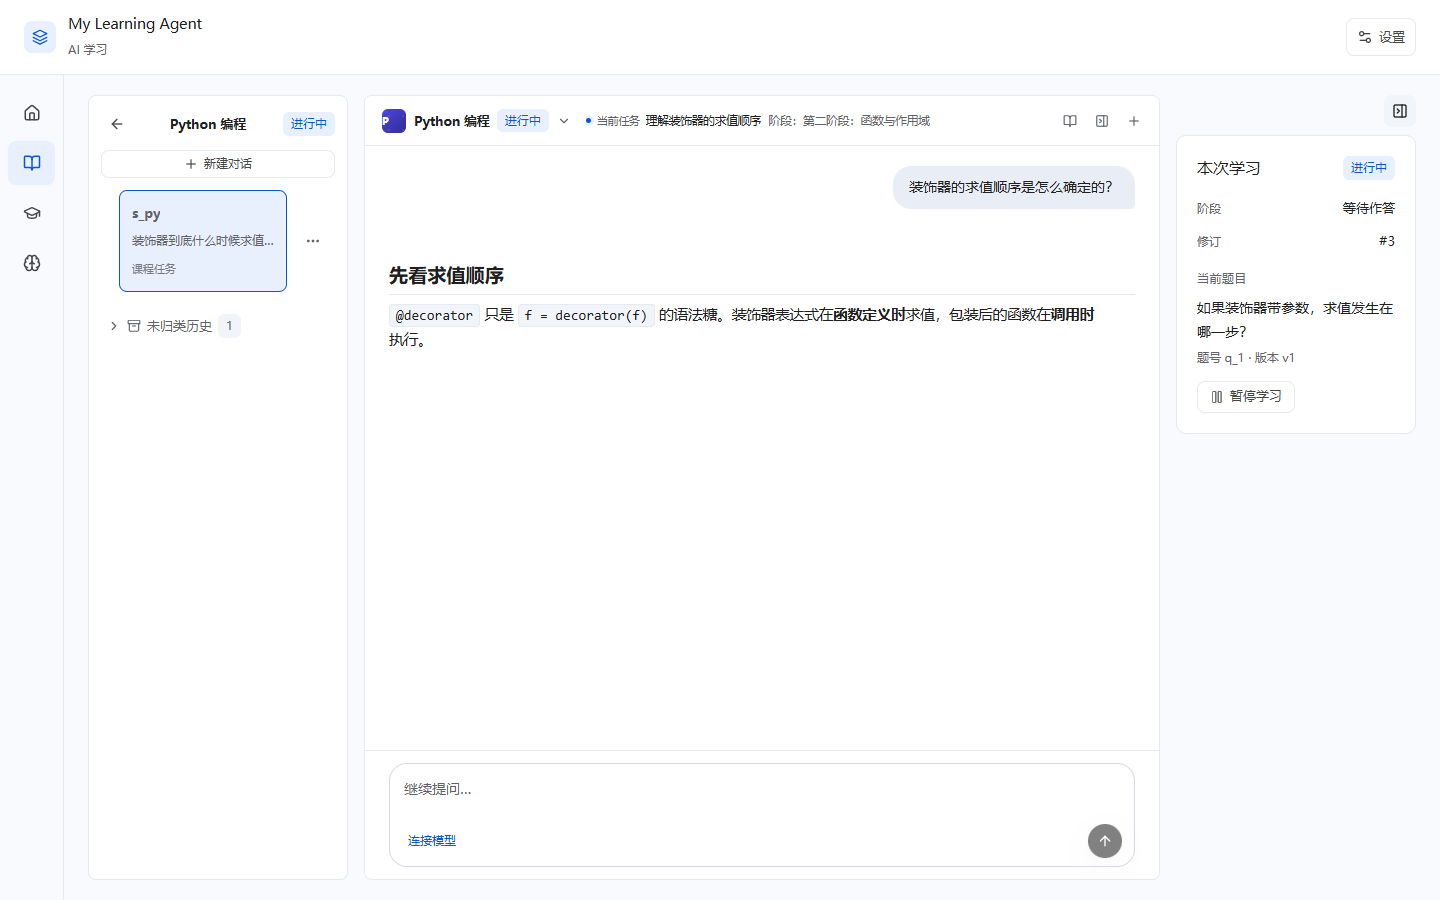 My Learning Agent
AI 学习
设置
Python 编程
进行中
新建对话
s_py
装饰器到底什么时候求值...
课程任务
未归类历史
1
P
Python 编程
进行中
当前任务 理解装饰器的求值顺序 阶段：第二阶段：函数与作用域
装饰器的求值顺序是怎么确定的？
先看求值顺序
@decorator 只是 f = decorator(f) 的语法糖。装饰器表达式在函数定义时求值，包装后的函数在调用时
执行。
继续提问...
连接模型
本次学习
进行中
阶段
等待作答
修订
#3
当前题目
如果装饰器带参数，求值发生在
哪一步？
题号 q_1 · 版本 v1
暂停学习